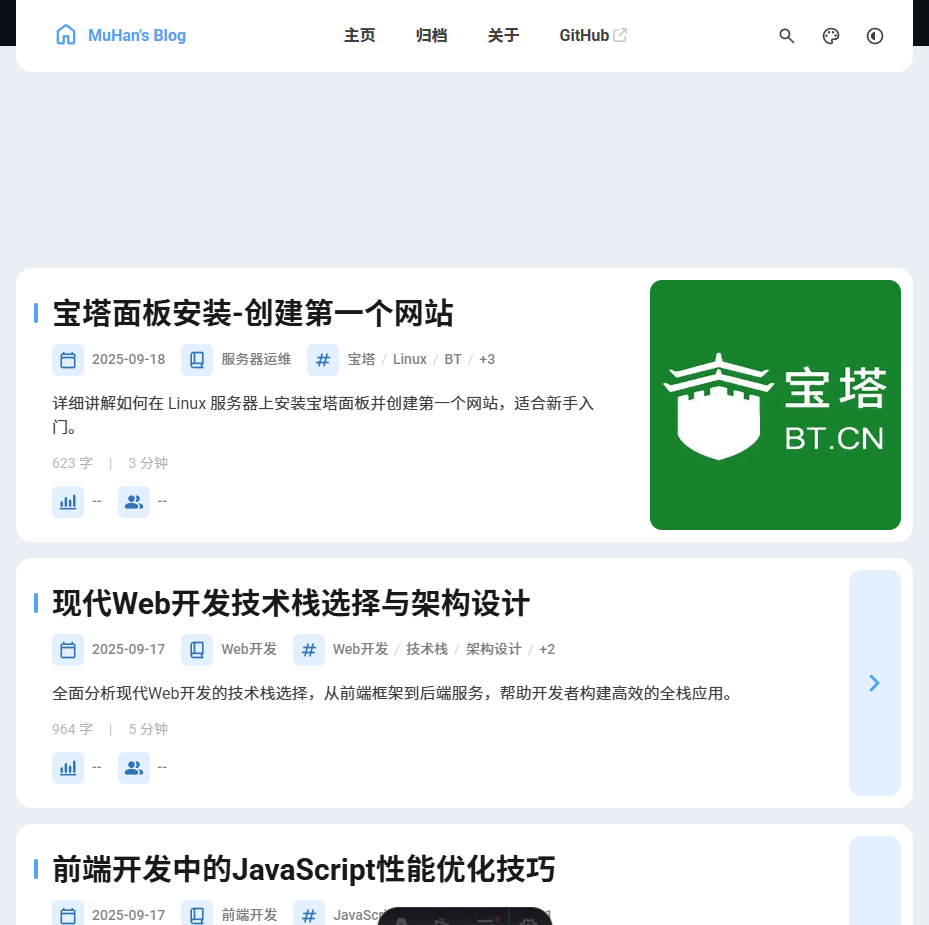 MuHan's Blog
主页 归档 关于 GitHub
宝塔面板安装-创建第一个网站
2025-09-18 服务器运维 宝塔 / Linux / BT / +3
详细讲解如何在 Linux 服务器上安装宝塔面板并创建第一个网站，适合新手入
门。
623 字 | 3 分钟
-- --
宝塔
BT.CN
现代Web开发技术栈选择与架构设计
2025-09-17 Web开发 Web开发 / 技术栈 / 架构设计 / +2
全面分析现代Web开发的技术栈选择，从前端框架到后端服务，帮助开发者构建高效的全栈应用。
964 字 | 5 分钟
-- --
前端开发中的JavaScript性能优化技巧
2025-09-17 前端开发